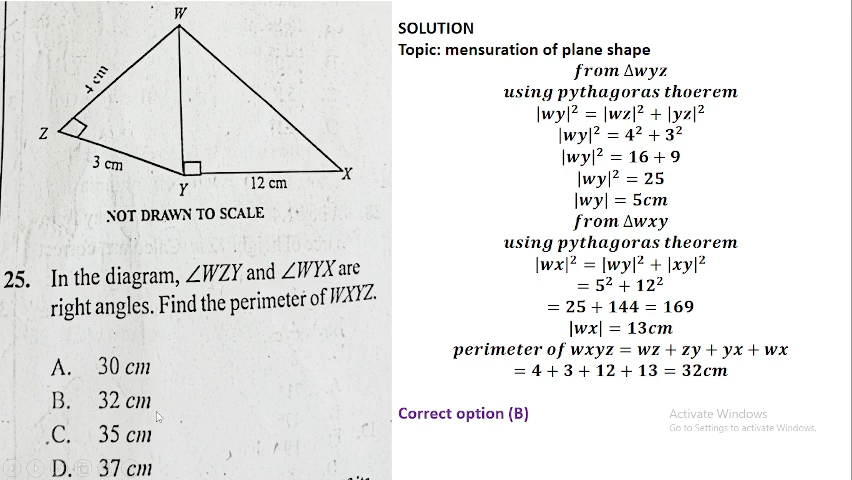 W
4 cm
Z
3 cm
Y
12 cm
X
NOT DRAWN TO SCALE
25. In the diagram, ∠WZY and ∠WYX are
right angles. Find the perimeter of WXYZ.
A. 30 cm
B. 32 cm
C. 35 cm
D. 37 cm
SOLUTION
Topic: mensuration of plane shape
from Δwyz
using pythagoras thoerem
|wy|² = |wz|² + |yz|²
|wy|² = 4² + 3²
|wy|² = 16 + 9
|wy|² = 25
|wy| = 5cm
from Δwxy
using pythagoras theorem
|wx|² = |wy|² + |xy|²
= 5² + 12²
= 25 + 144 = 169
|wx| = 13cm
perimeter of wxyz = wz + zy + yx + wx
= 4 + 3 + 12 + 13 = 32cm
Correct option (B)
Activate Windows
Go to Settings to activate Windows.